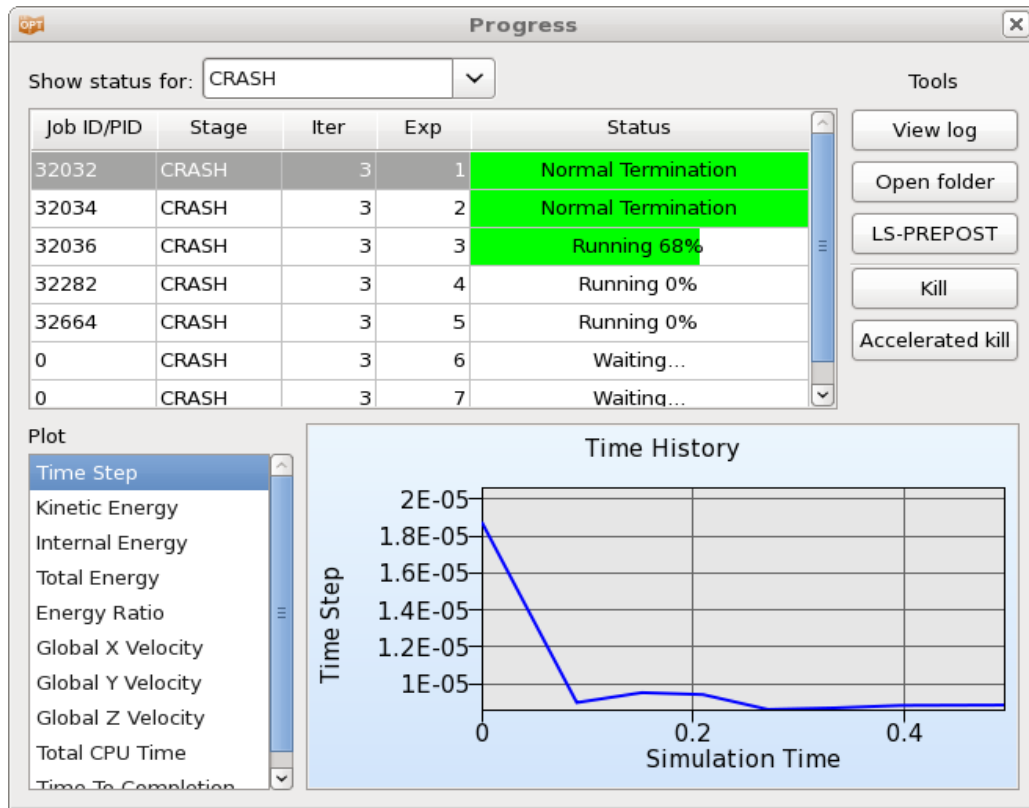 OPT
Progress
Show status for: CRASH
Tools
Job ID/PID Stage Iter Exp Status
32032 CRASH 3 1 Normal Termination
32034 CRASH 3 2 Normal Termination
32036 CRASH 3 3 Running 68%
32282 CRASH 3 4 Running 0%
32664 CRASH 3 5 Running 0%
0 CRASH 3 6 Waiting...
0 CRASH 3 7 Waiting...
View log
Open folder
LS-PREPOST
Kill
Accelerated kill
Plot
Time Step
Kinetic Energy
Internal Energy
Total Energy
Energy Ratio
Global X Velocity
Global Y Velocity
Global Z Velocity
Total CPU Time
Time To Completion
Time History
Time Step
2E-05
1.8E-05
1.6E-05
1.4E-05
1.2E-05
1E-05
0 0.2 0.4
Simulation Time